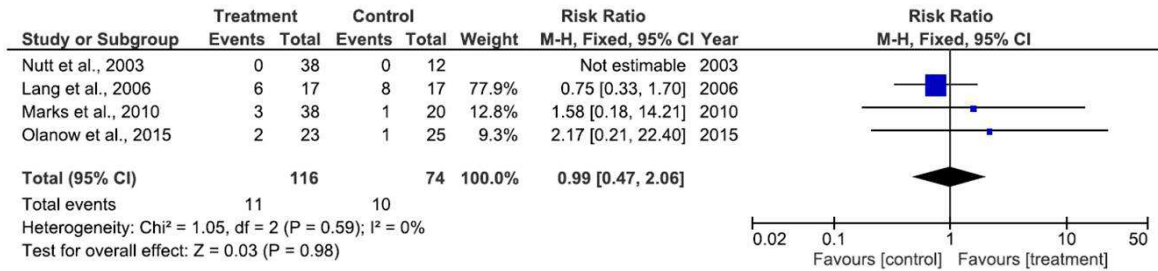 Treatment Control Risk Ratio Risk Ratio
Study or Subgroup Events Total Events Total Weight M-H, Fixed, 95% CI Year M-H, Fixed, 95% CI
Nutt et al., 2003 0 38 0 12 Not estimable 2003
Lang et al., 2006 6 17 8 17 77.9% 0.75 [0.33, 1.70] 2006
Marks et al., 2010 3 38 1 20 12.8% 1.58 [0.18, 14.21] 2010
Olanow et al., 2015 2 23 1 25 9.3% 2.17 [0.21, 22.40] 2015
Total (95% CI) 116 74 100.0% 0.99 [0.47, 2.06]
Total events 11 10
Heterogeneity: Chi² = 1.05, df = 2 (P = 0.59); I² = 0%
Test for overall effect: Z = 0.03 (P = 0.98)
0.02 0.1 1 10 50
Favours [control] Favours [treatment]